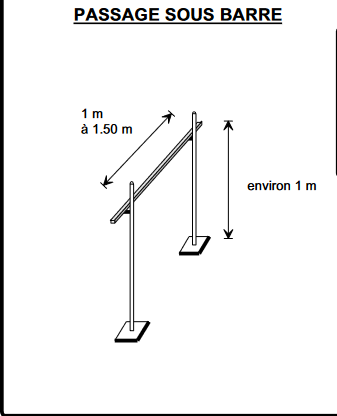 PASSAGE SOUS BARRE
1 m
à 1.50 m
environ 1 m